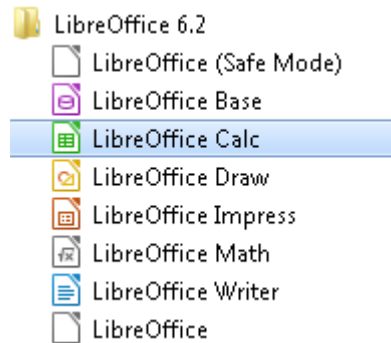 LibreOffice 6.2
LibreOffice (Safe Mode)
LibreOffice Base
LibreOffice Calc
LibreOffice Draw
LibreOffice Impress
LibreOffice Math
LibreOffice Writer
LibreOffice